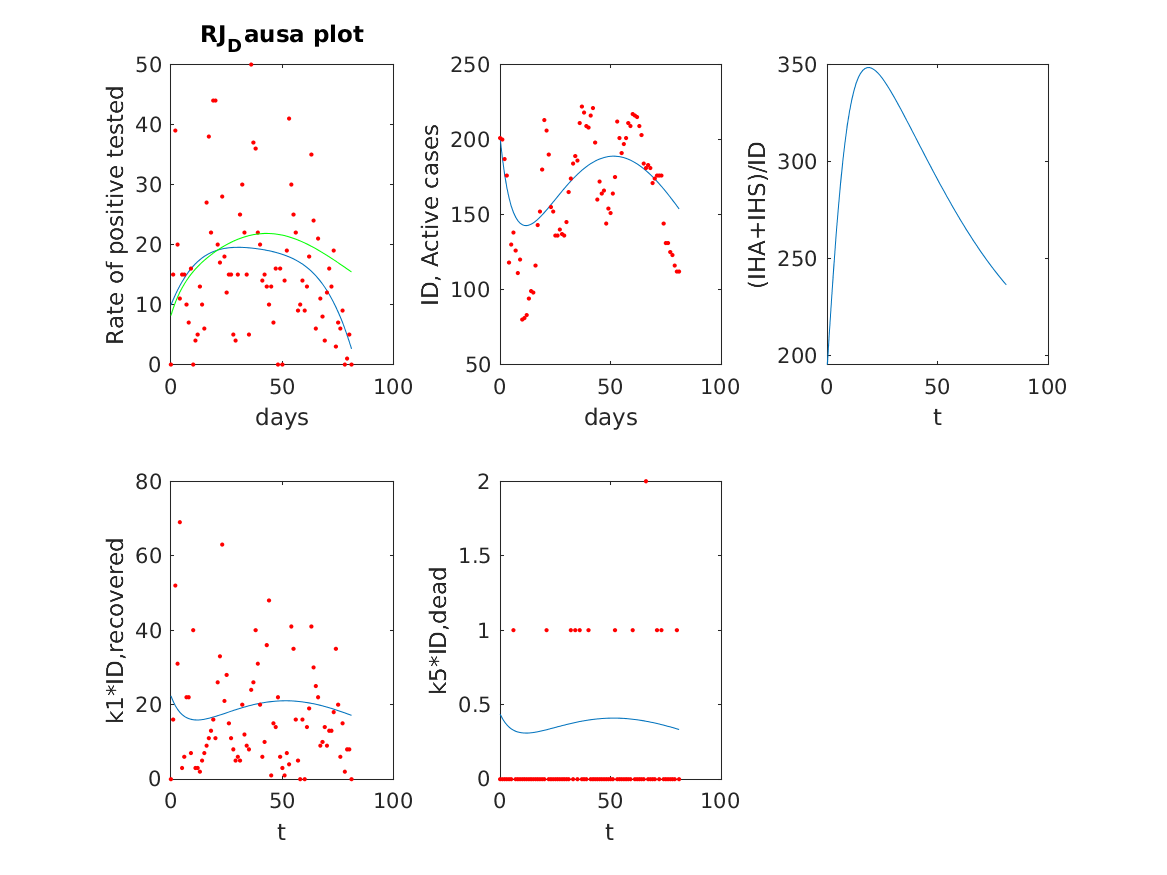 RJ_Dausa plot
50
40
30
20
10
0
Rate of positive tested
0 50 100
days
250
200
150
100
50
ID, Active cases
0 50 100
days
350
300
250
200
(IHA+IHS)/ID
0 50 100
t
80
60
40
20
0
k1*ID,recovered
0 50 100
t
2
1.5
1
0.5
0
k5*ID,dead
0 50 100
t